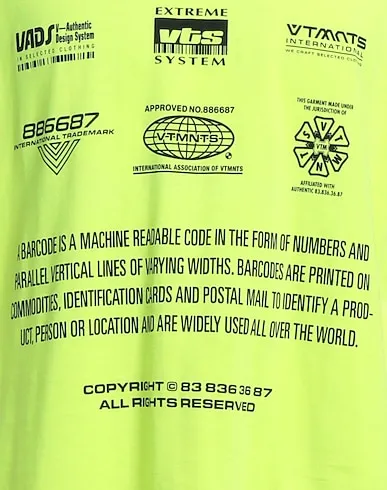 VADS V—Authentic
Design System
IN SELECTED CLOTHING
EXTREME
vts
SYSTEM
VTMNTS
INTERNATIONAL
WE CRAFT SELECTED CLOTH
886687
INTERNATIONAL TRADEMARK
APPROVED NO.886687
VTMNTS
INTERNATIONAL ASSOCIATION OF VTMNTS
THIS GARMENT MADE UNDER
THE JURISDICTION OF
VTM
AFFILIATED WITH
AUTHENTIC 83.836.36.87
A BARCODE IS A MACHINE READABLE CODE IN THE FORM OF NUMBERS AND
PARALLEL VERTICAL LINES OF VARYING WIDTHS. BARCODES ARE PRINTED ON
COMMODITIES, IDENTIFICATION CARDS AND POSTAL MAIL TO IDENTIFY A PROD-
UCT, PERSON OR LOCATION AND ARE WIDELY USED ALL OVER THE WORLD.
COPYRIGHT © 83 836 36 87
ALL RIGHTS RESERVED